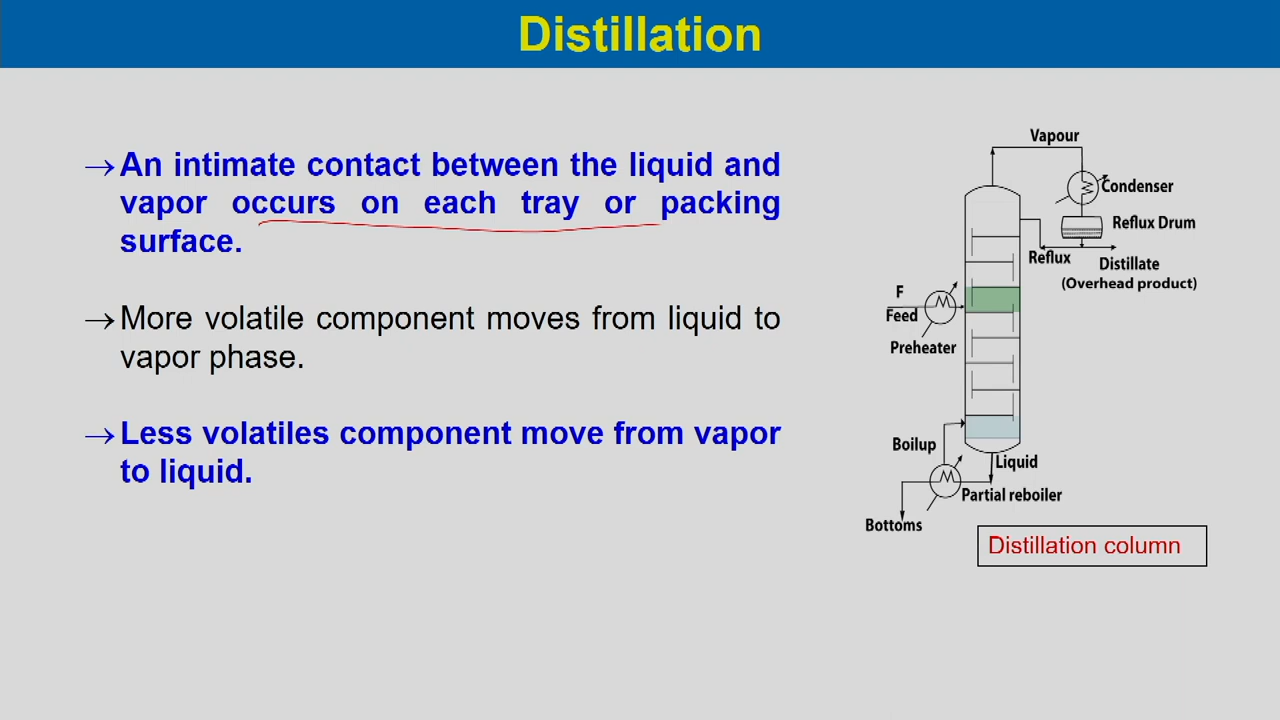 Distillation
→ An intimate contact between the liquid and
vapor occurs on each tray or packing
surface.
→ More volatile component moves from liquid to
vapor phase.
→ Less volatiles component move from vapor
to liquid.
Vapour
Condenser
Reflux Drum
Reflux
Distillate
(Overhead product)
F
Feed
Preheater
Boilup
Liquid
Partial reboiler
Bottoms
Distillation column